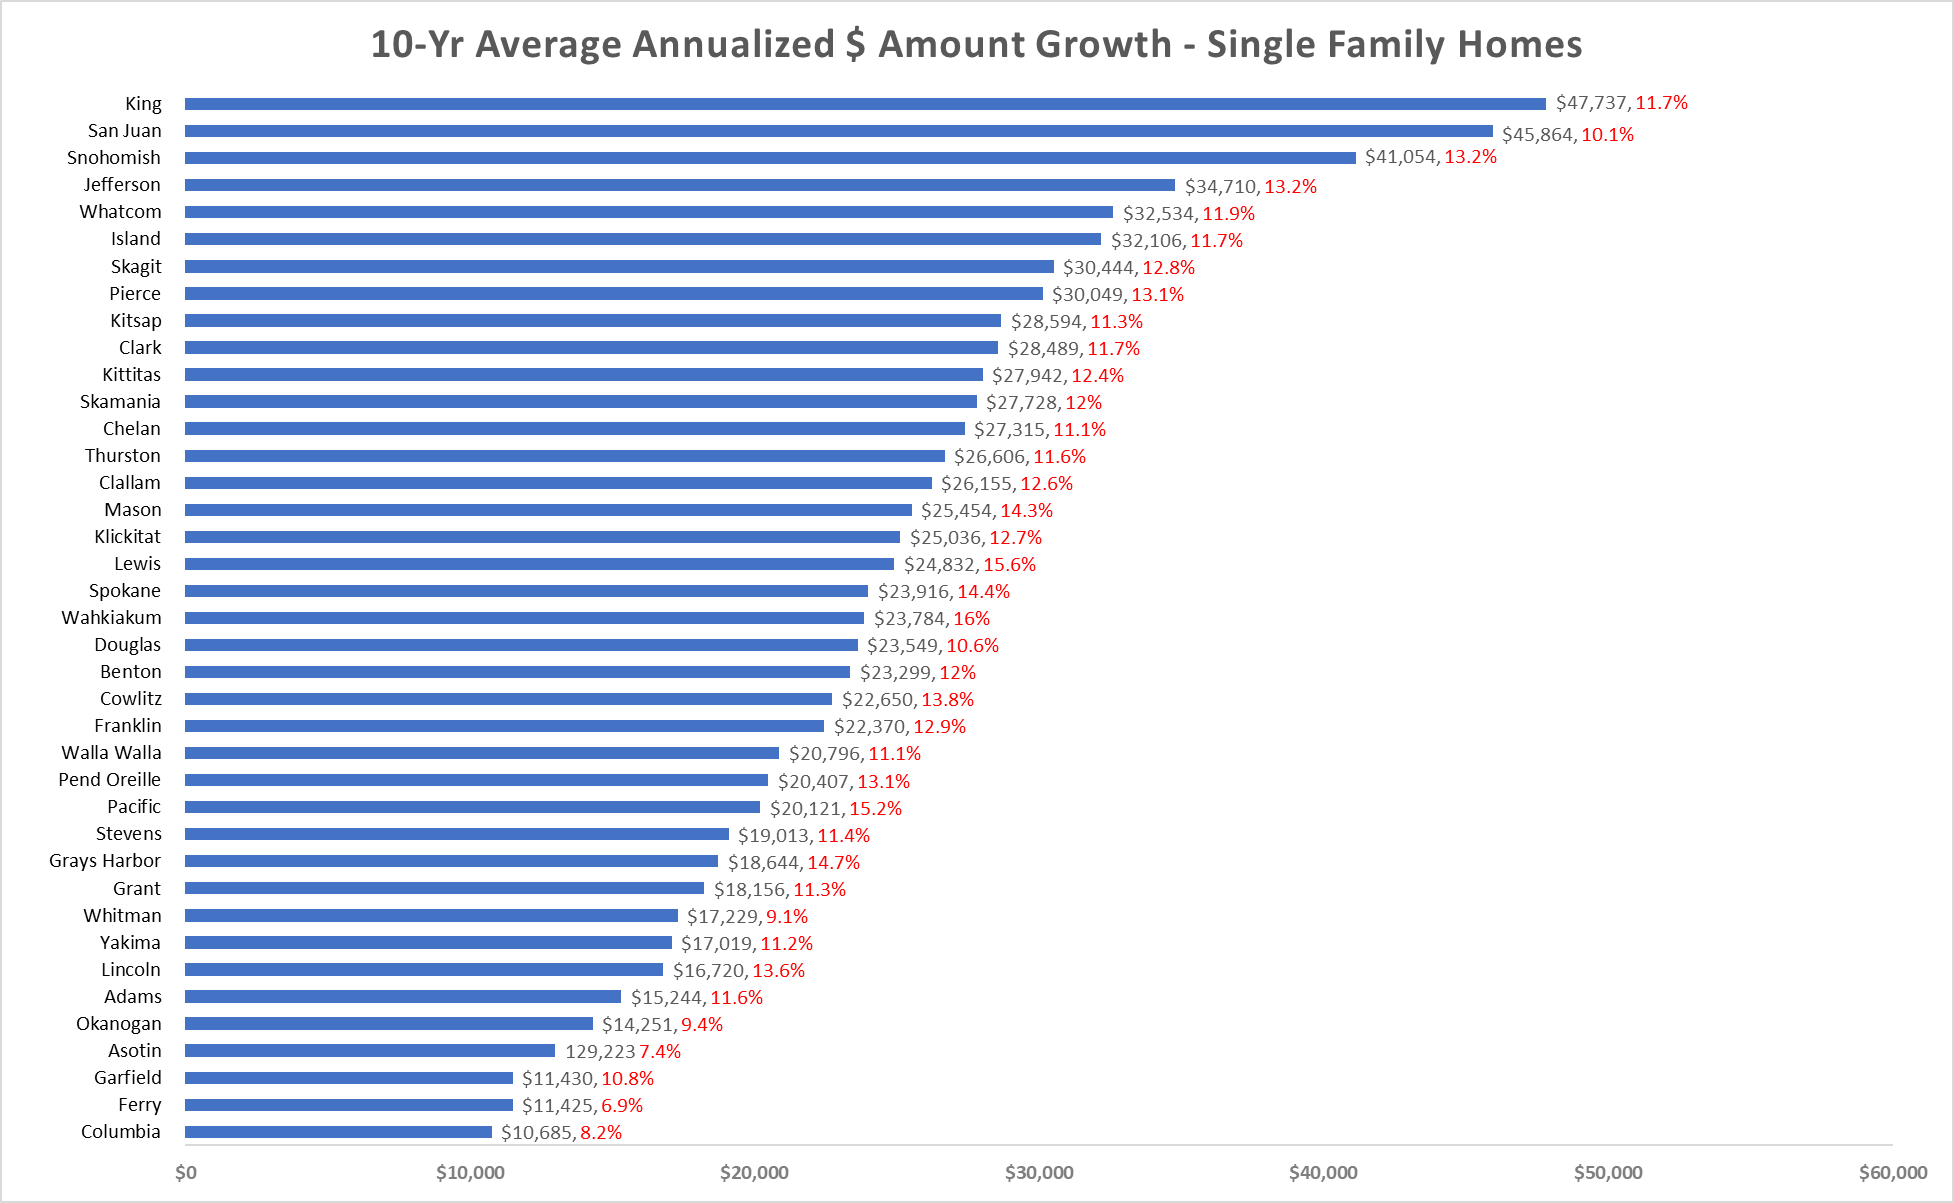 10-Yr Average Annualized $ Amount Growth - Single Family Homes
King $47,737, 11.7%
San Juan $45,864, 10.1%
Snohomish $41,054, 13.2%
Jefferson $34,710, 13.2%
Whatcom $32,534, 11.9%
Island $32,106, 11.7%
Skagit $30,444, 12.8%
Pierce $30,049, 13.1%
Kitsap $28,594, 11.3%
Clark $28,489, 11.7%
Kittitas $27,942, 12.4%
Skamania $27,728, 12%
Chelan $27,315, 11.1%
Thurston $26,606, 11.6%
Clallam $26,155, 12.6%
Mason $25,454, 14.3%
Klickitat $25,036, 12.7%
Lewis $24,832, 15.6%
Spokane $23,916, 14.4%
Wahkiakum $23,784, 16%
Douglas $23,549, 10.6%
Benton $23,299, 12%
Cowlitz $22,650, 13.8%
Franklin $22,370, 12.9%
Walla Walla $20,796, 11.1%
Pend Oreille $20,407, 13.1%
Pacific $20,121, 15.2%
Stevens $19,013, 11.4%
Grays Harbor $18,644, 14.7%
Grant $18,156, 11.3%
Whitman $17,229, 9.1%
Yakima $17,019, 11.2%
Lincoln $16,720, 13.6%
Adams $15,244, 11.6%
Okanogan $14,251, 9.4%
Asotin 129,223 7.4%
Garfield $11,430, 10.8%
Ferry $11,425, 6.9%
Columbia $10,685, 8.2%
$0 $10,000 $20,000 $30,000 $40,000 $50,000 $60,000